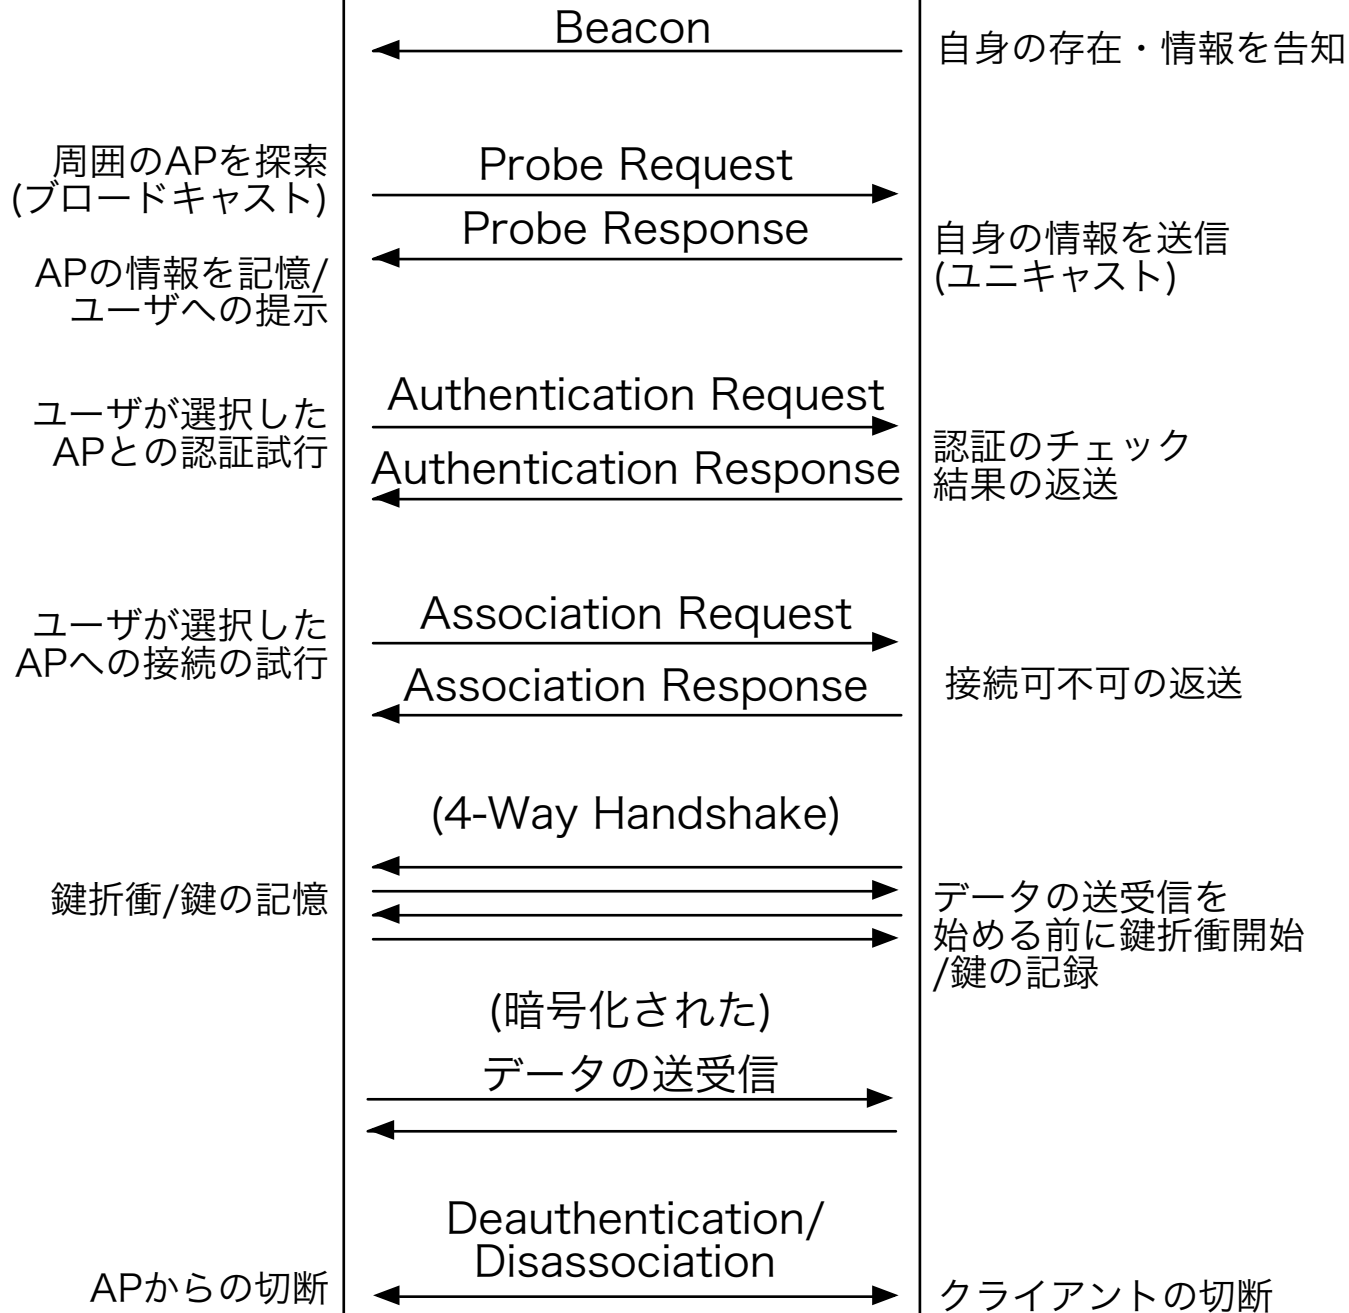 Beacon
自身の存在・情報を告知
周囲のAPを探索
(ブロードキャスト)
Probe Request
Probe Response
自身の情報を送信
(ユニキャスト)
APの情報を記憶/
ユーザへの提示
Authentication Request
ユーザが選択した
APとの認証試行
Authentication Response
認証のチェック
結果の返送
Association Request
ユーザが選択した
APへの接続の試行
Association Response
接続可不可の返送
(4-Way Handshake)
鍵折衝/鍵の記憶
データの送受信を
始める前に鍵折衝開始
/鍵の記録
(暗号化された)
データの送受信
Deauthentication/
Disassociation
APからの切断
クライアントの切断